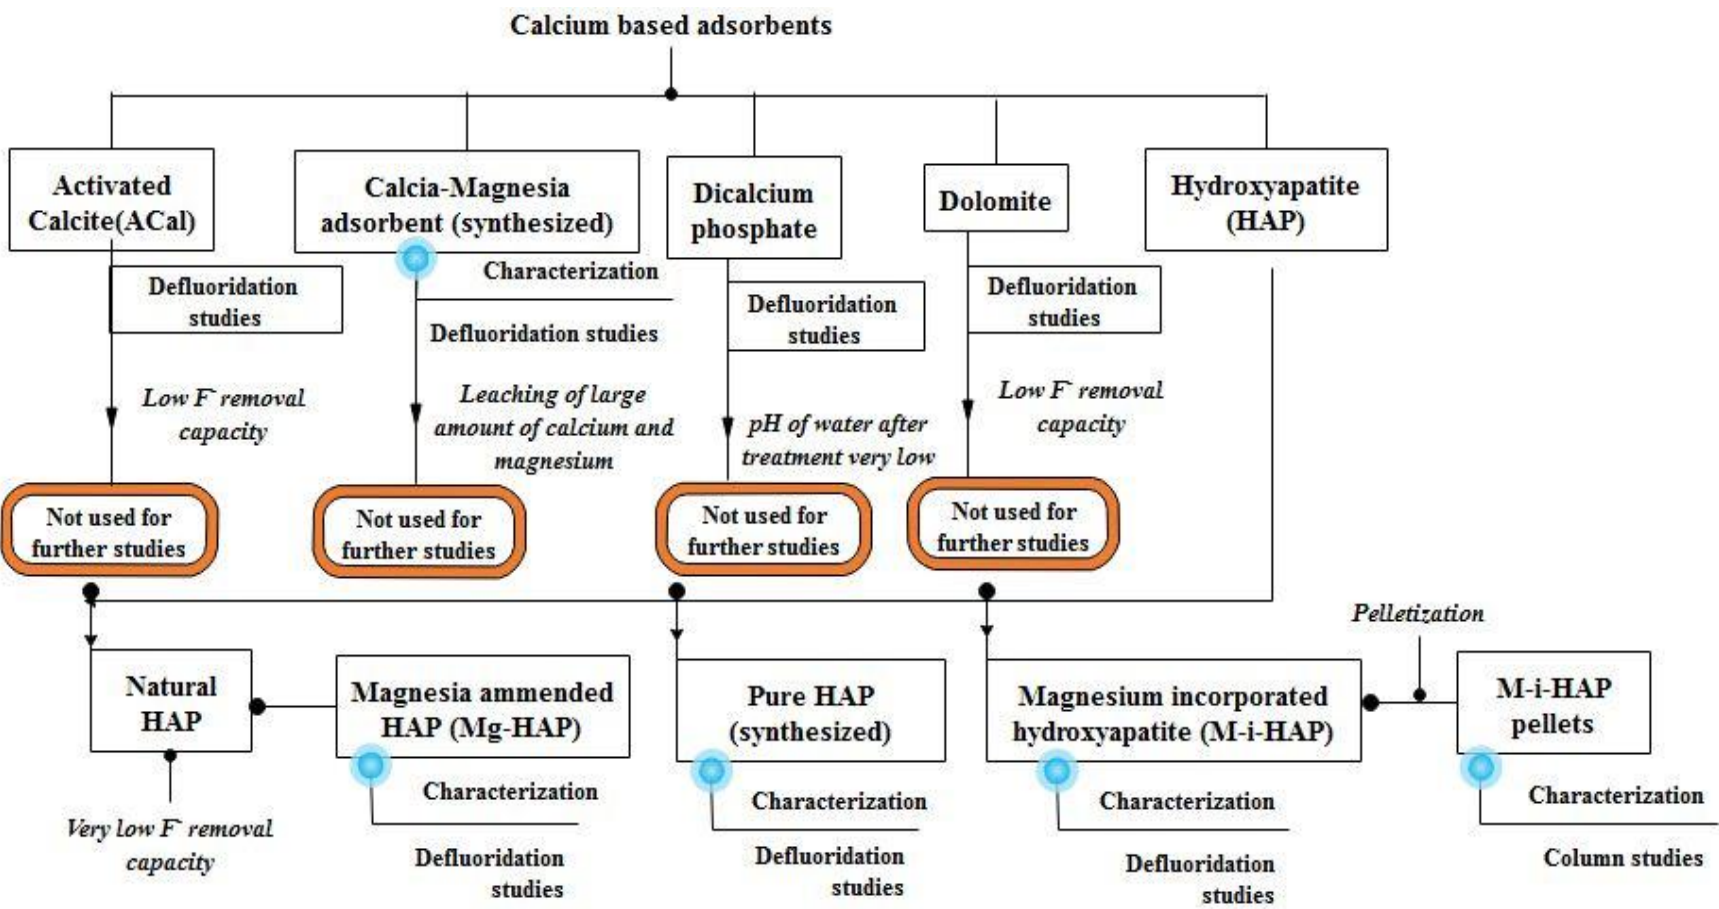 Calcium based adsorbents
Activated
Calcite(ACal)
Calcia-Magnesia
adsorbent (synthesized)
Dicalcium
phosphate
Dolomite
Hydroxyapatite
(HAP)
Defluoridation
studies
Characterization
Defluoridation studies
Defluoridation
studies
Defluoridation
studies
Low F⁻ removal
capacity
Leaching of large
amount of calcium and
magnesium
pH of water after
treatment very low
Low F⁻ removal
capacity
Not used for
further studies
Not used for
further studies
Not used for
further studies
Not used for
further studies
Pelletization
Natural
HAP
Magnesia ammended
HAP (Mg-HAP)
Pure HAP
(synthesized)
Magnesium incorporated
hydroxyapatite (M-i-HAP)
M-i-HAP
pellets
Very low F⁻ removal
capacity
Characterization
Defluoridation
studies
Characterization
Defluoridation
studies
Characterization
Defluoridation
studies
Characterization
Column studies